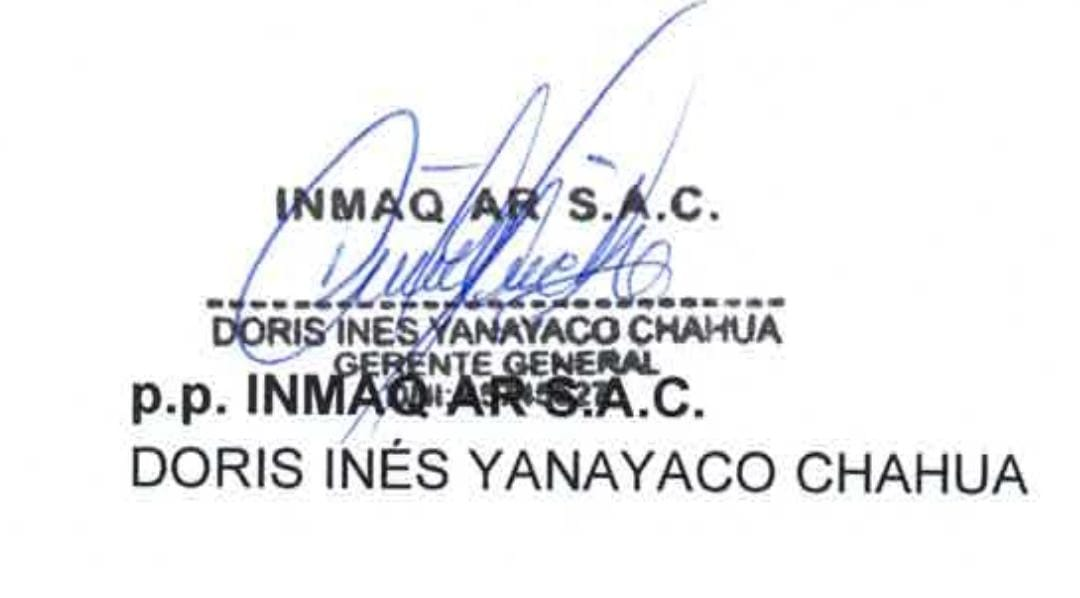 INMAQ AR S.A.C.
DORIS INES YANAYACO CHAHUA
GERENTE GENERAL
p.p. INMAQ AR S.A.C.
DORIS INÉS YANAYACO CHAHUA